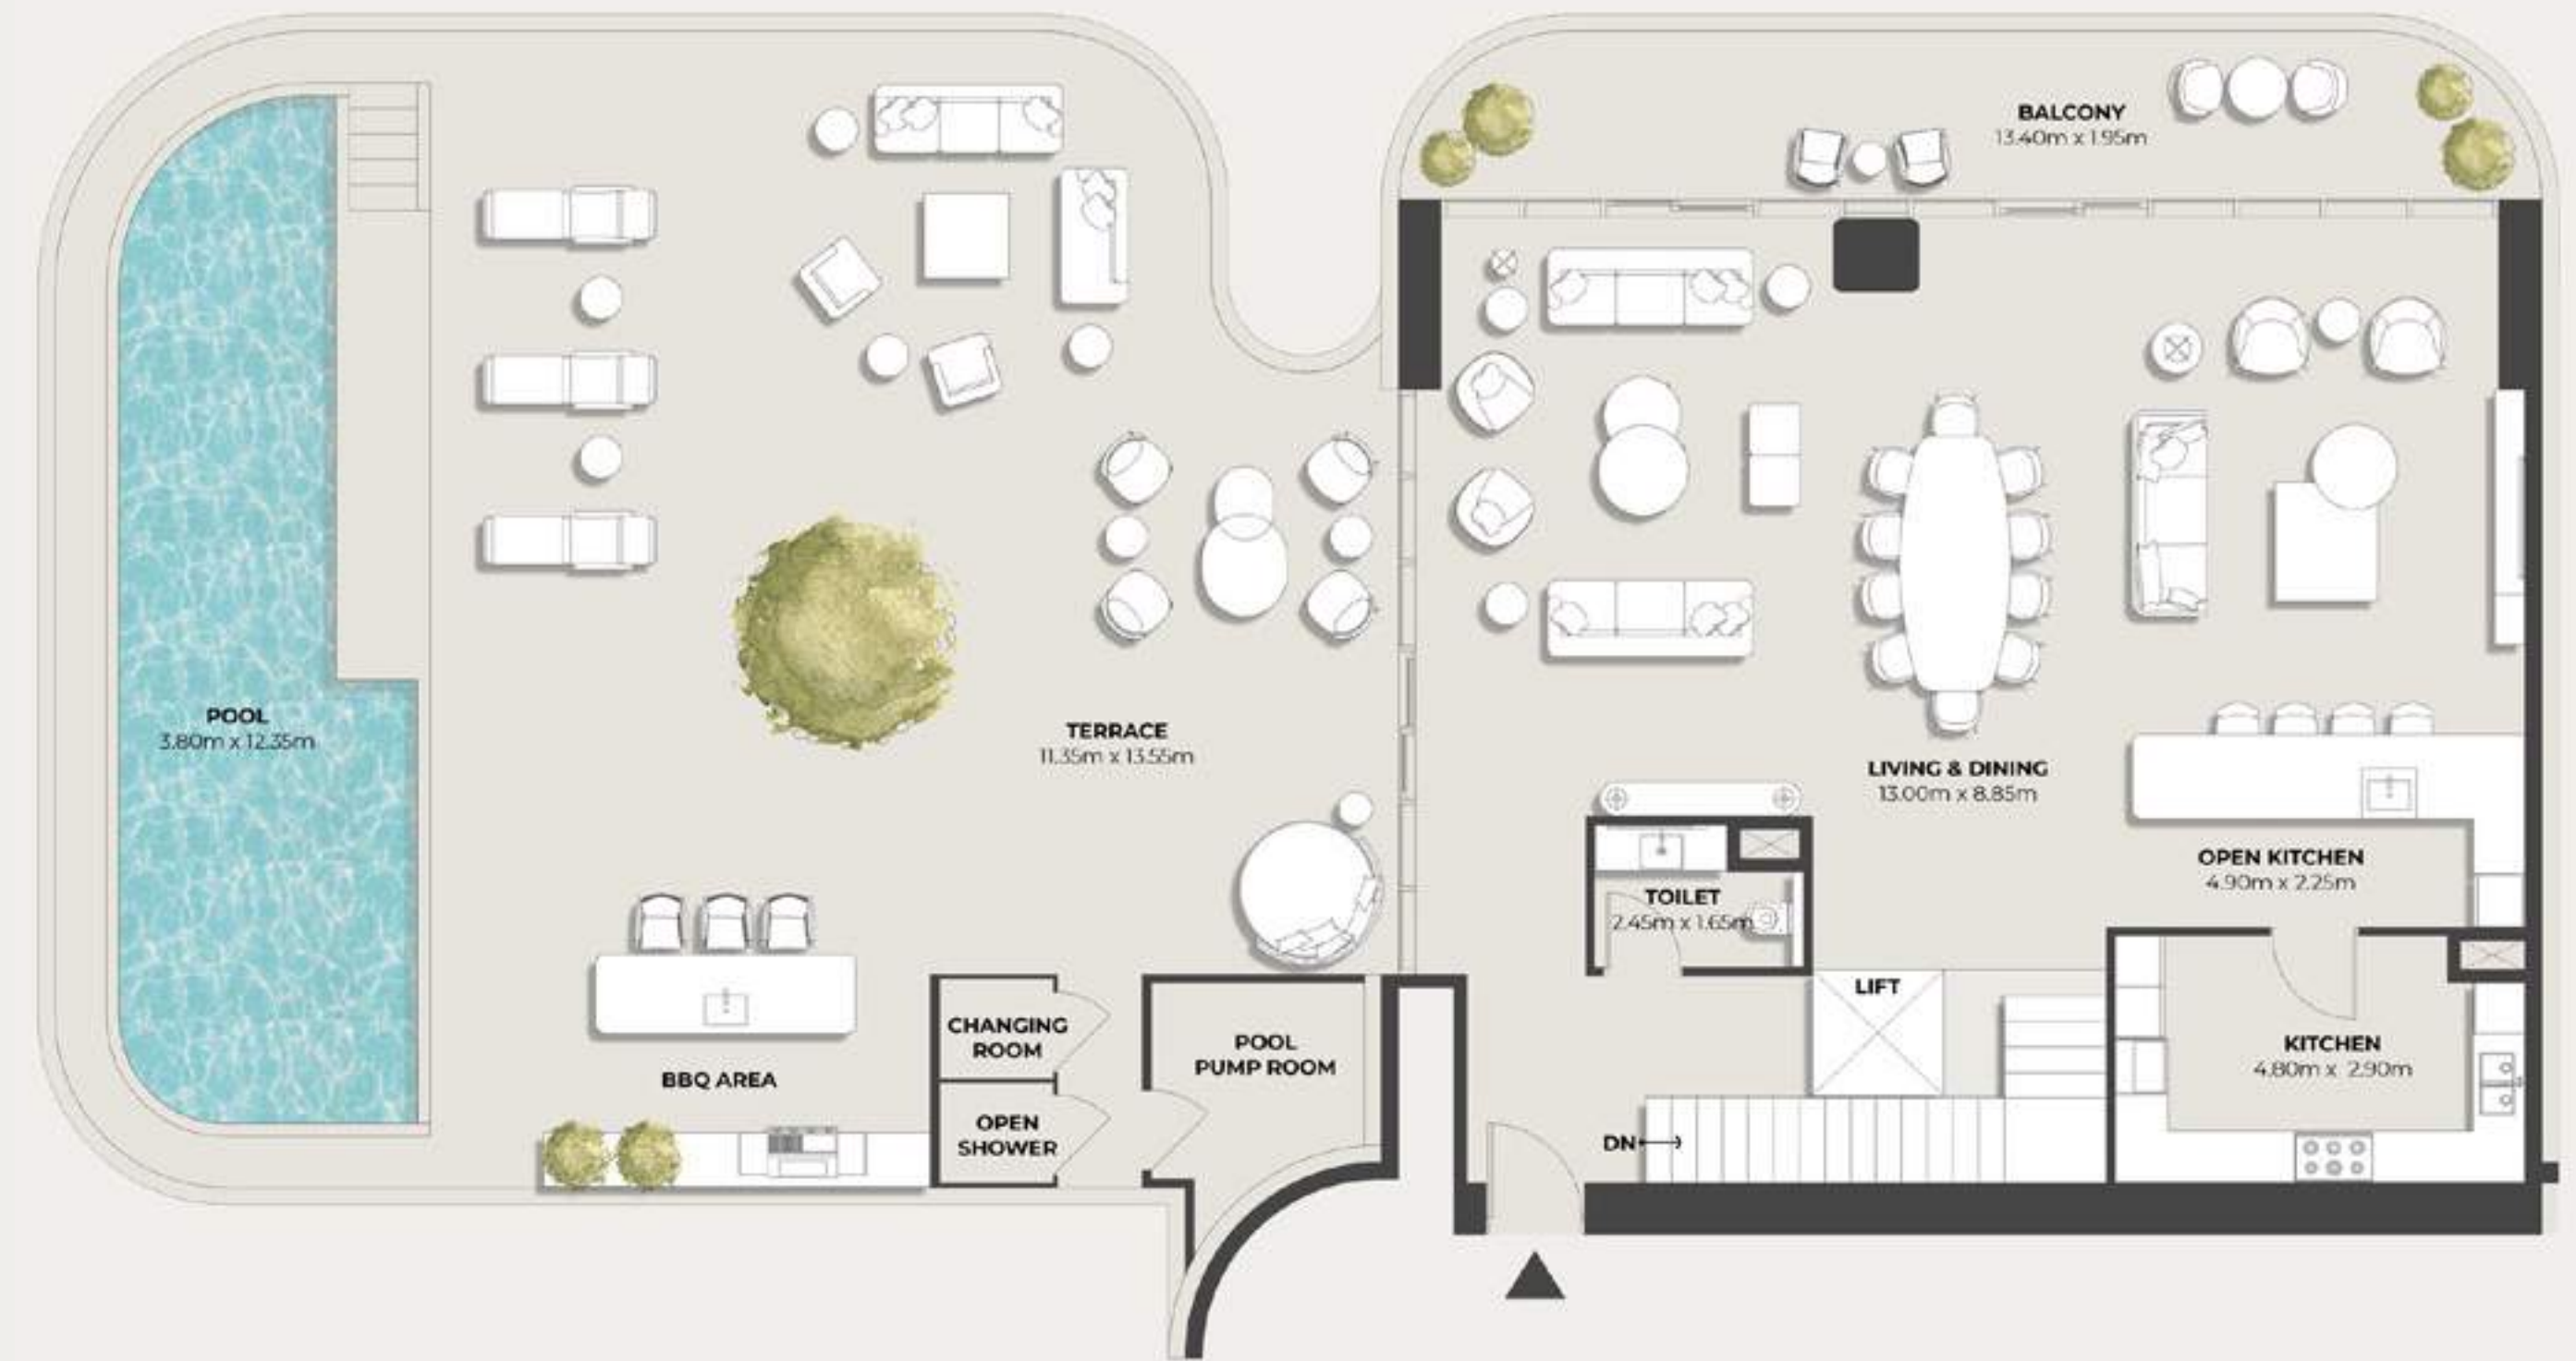 BALCONY
13.40m x 1.95m
POOL
3.80m x 12.35m
TERRACE
11.35m x 13.55m
LIVING & DINING
13.00m x 8.85m
OPEN KITCHEN
4.90m x 2.25m
TOILET
2.45m x 1.65m
LIFT
CHANGING
ROOM
POOL
PUMP ROOM
KITCHEN
4.80m x 2.90m
BBQ AREA
OPEN
SHOWER
DN